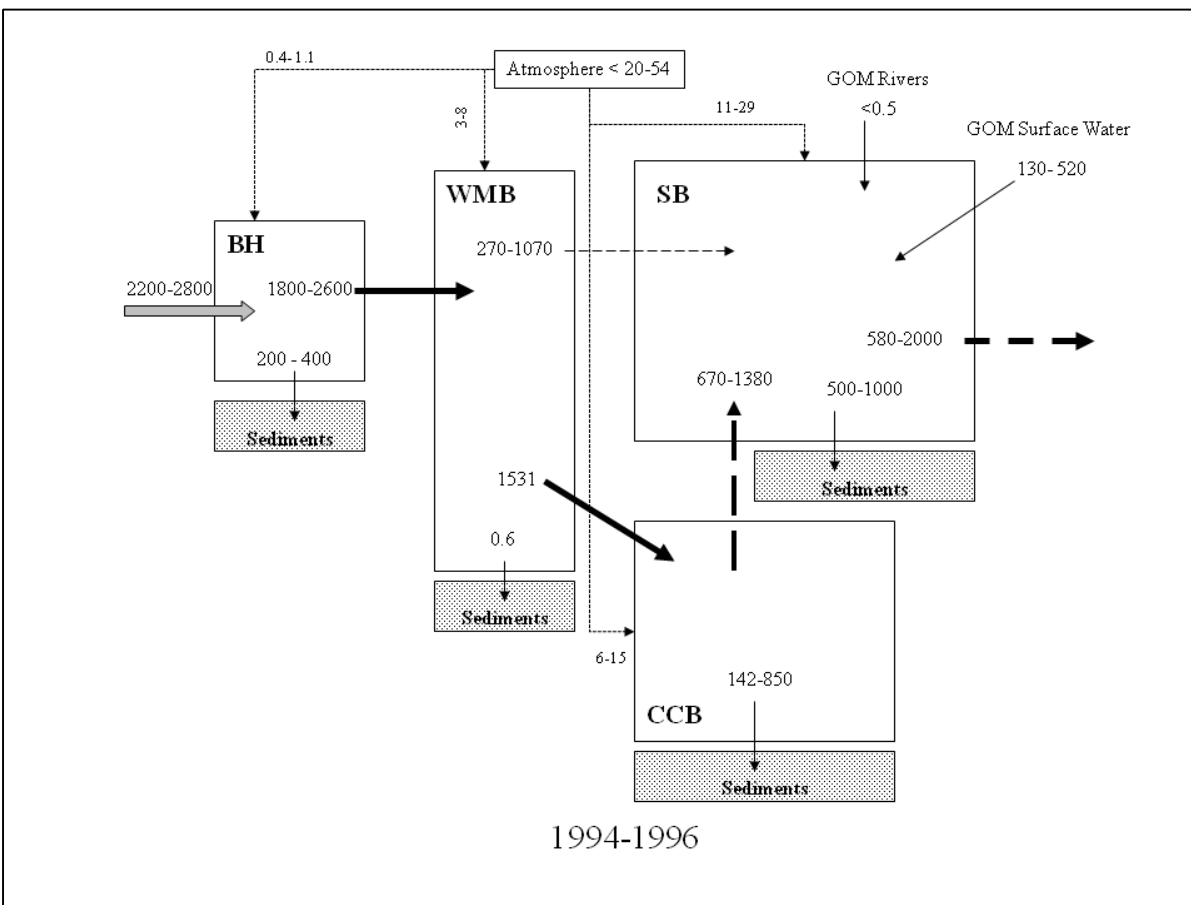 0.4-1.1
Atmosphere < 20-54
3-8
11-29
GOM Rivers
<0.5
GOM Surface Water
130- 520
WMB
SB
BH
270-1070
2200-2800
1800-2600
580-2000
200 - 400
670-1380
500-1000
Sediments
1531
Sediments
0.6
Sediments
6-15
142-850
CCB
Sediments
1994-1996